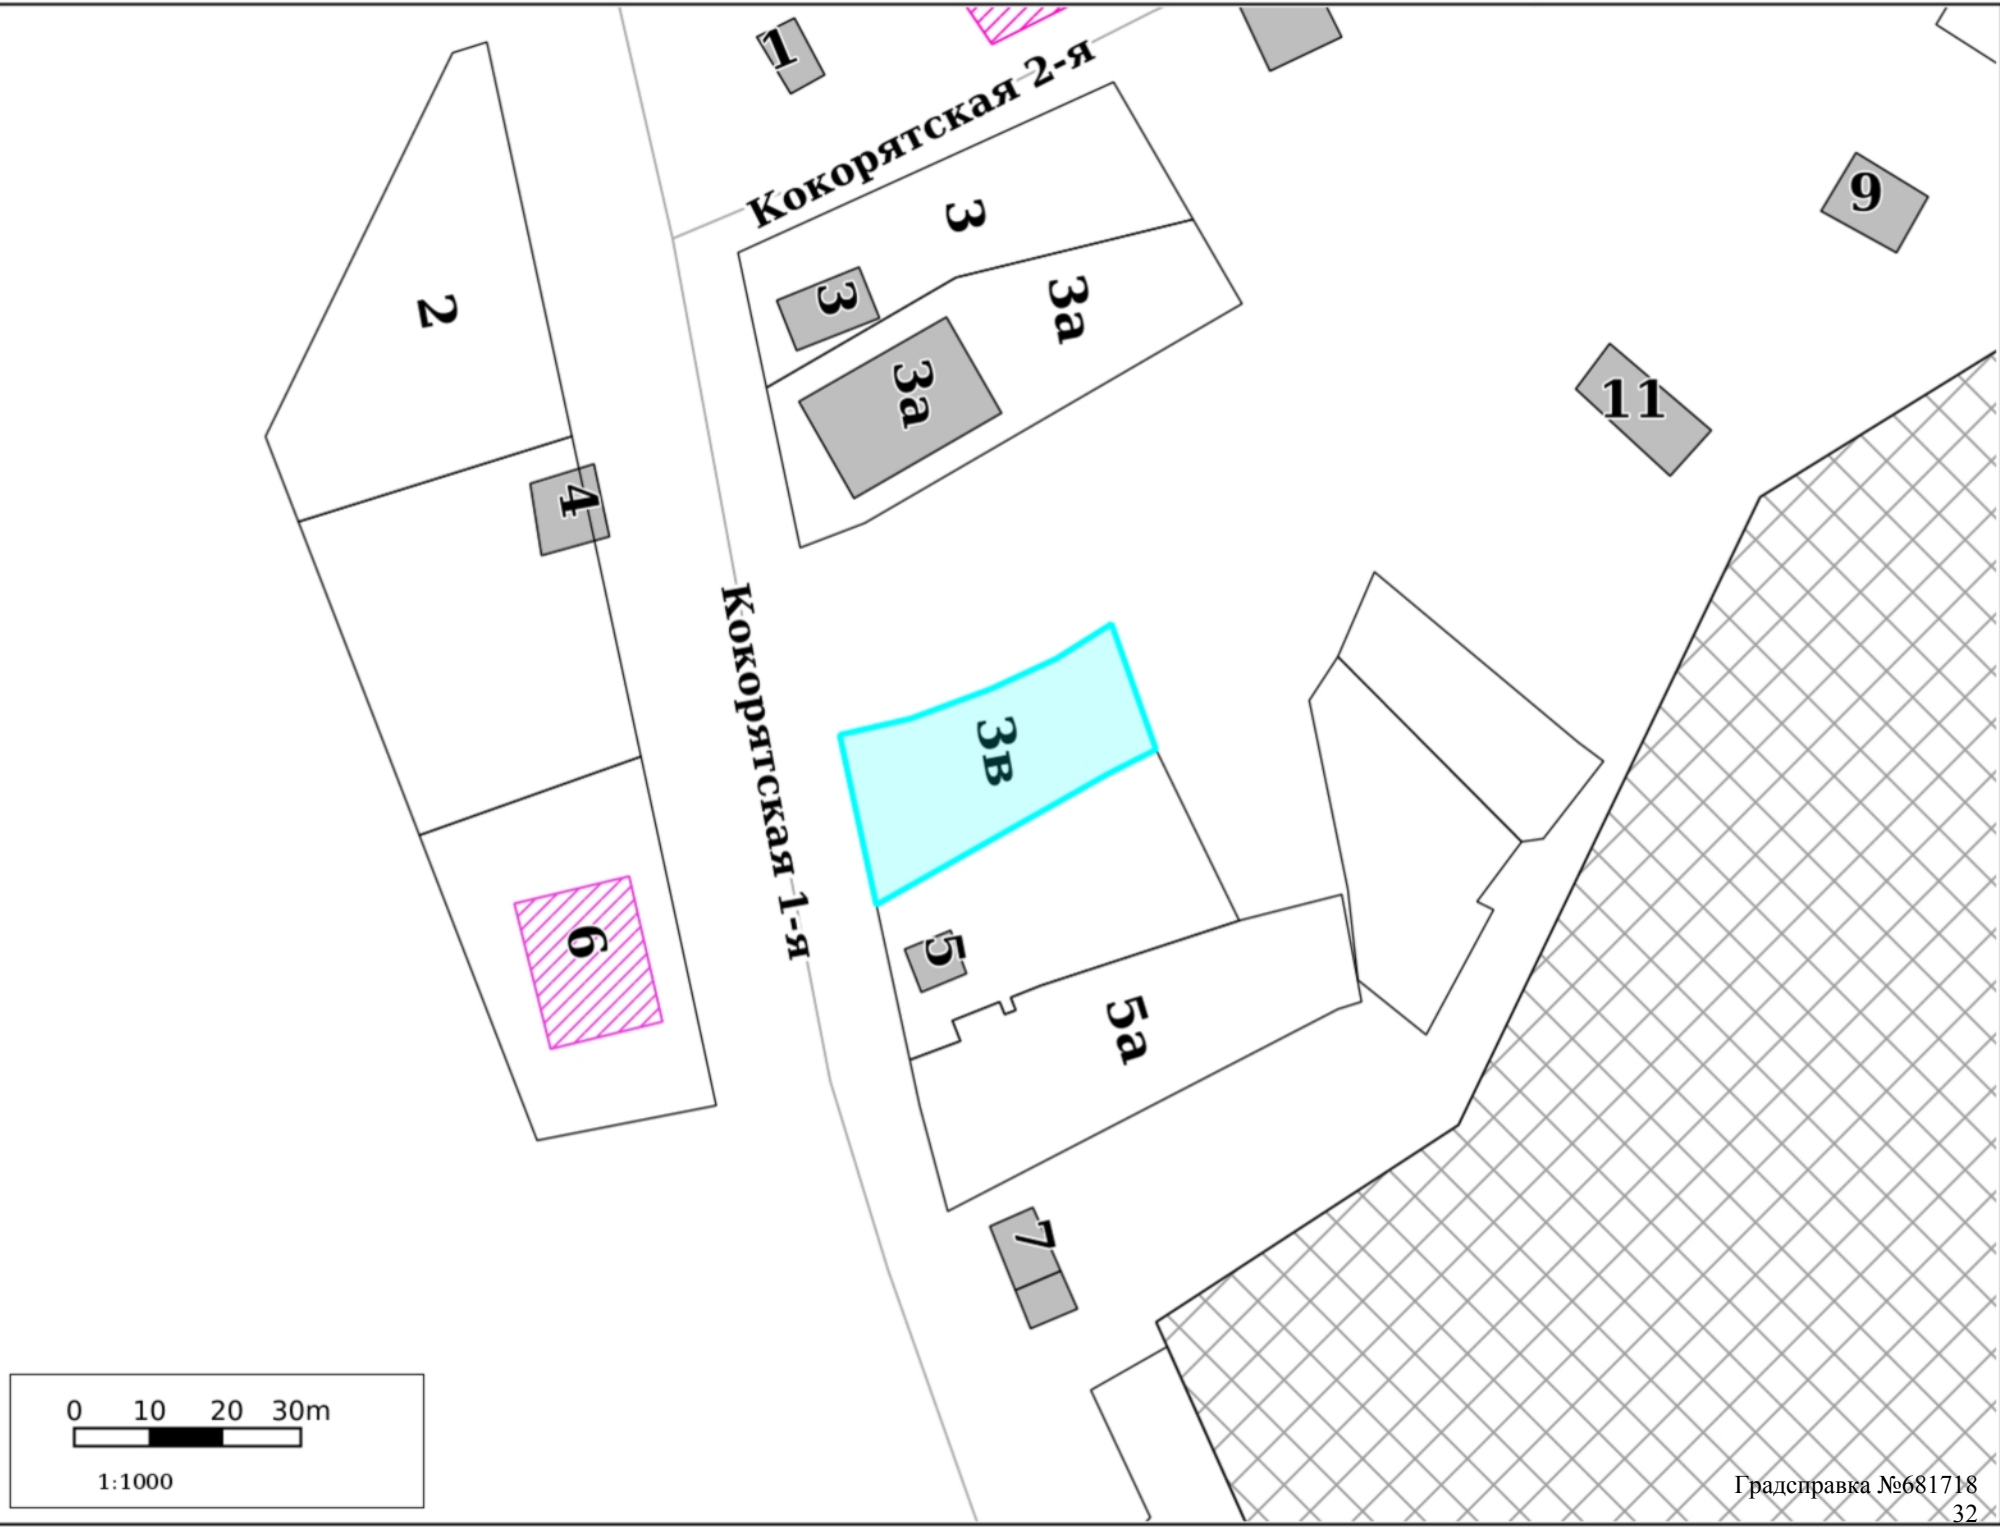 1
Кокорятская 2-я
9
3
2
3
3а
3а
11
4
Кокорятская 1-я
3в
6
5
5а
7
0 10 20 30m
1:1000
Градсправка №681718
32